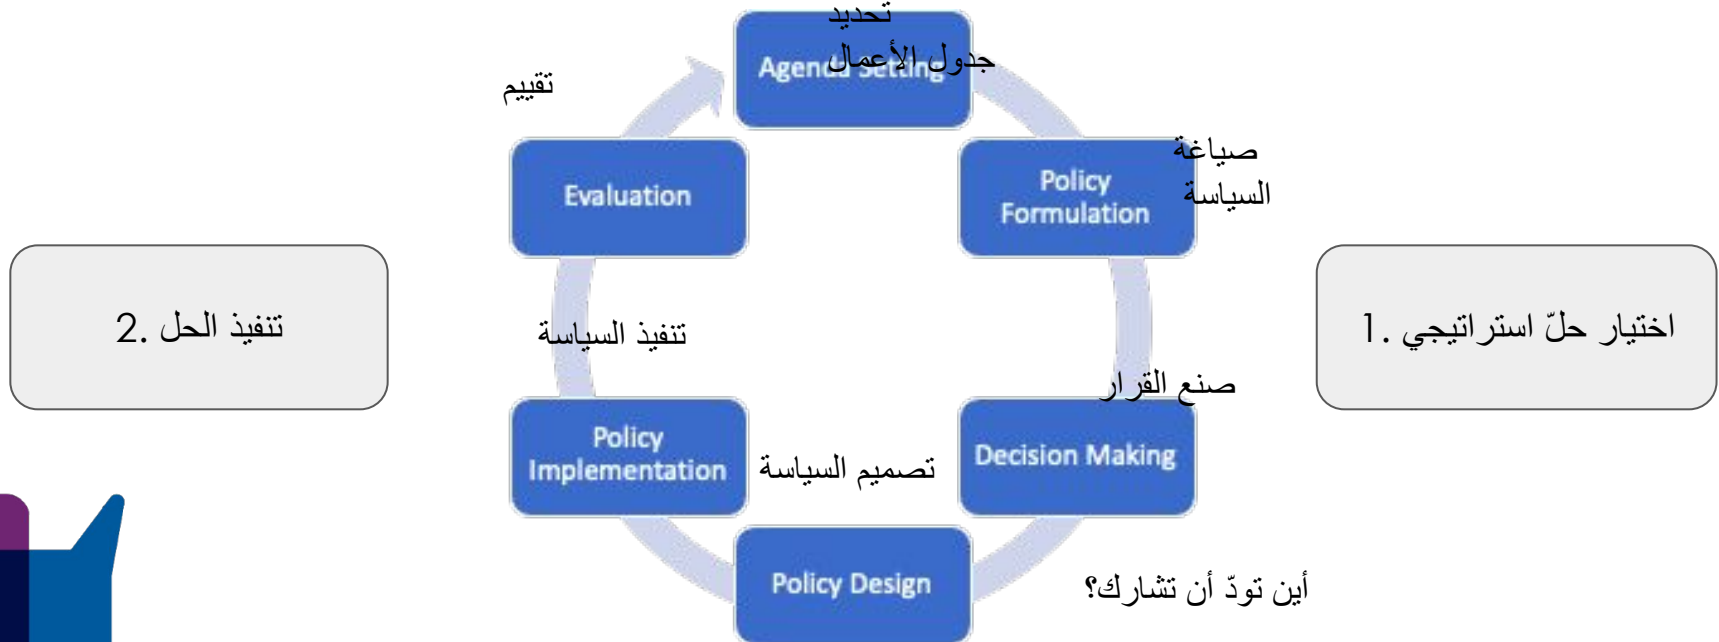 تحديد
جدول الأعمال
Agenda Setting
تقييم
صياغة
السياسة
Policy
Formulation
Evaluation
اختيار حلّ استراتيجي .1
تنفيذ الحل .2
تنفيذ السياسة
صنع القرار
Decision Making
Policy
Implementation
تصميم السياسة
Policy Design
أين تودّ أن تشارك؟